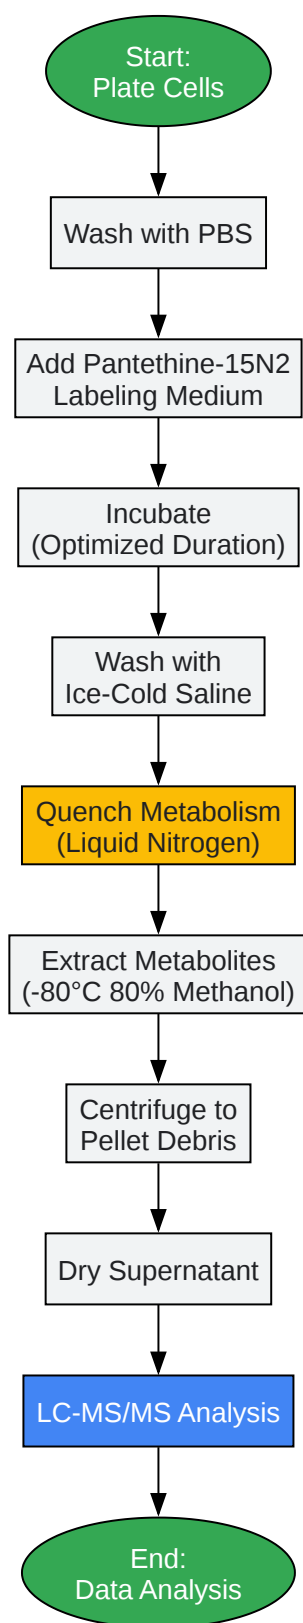 Start:
Plate Cells
Wash with PBS
Add Pantethine-15N2
Labeling Medium
Incubate
(Optimized Duration)
Wash with
Ice-Cold Saline
Quench Metabolism
(Liquid Nitrogen)
Extract Metabolites
(-80°C 80% Methanol)
Centrifuge to
Pellet Debris
Dry Supernatant
LC-MS/MS Analysis
End:
Data Analysis